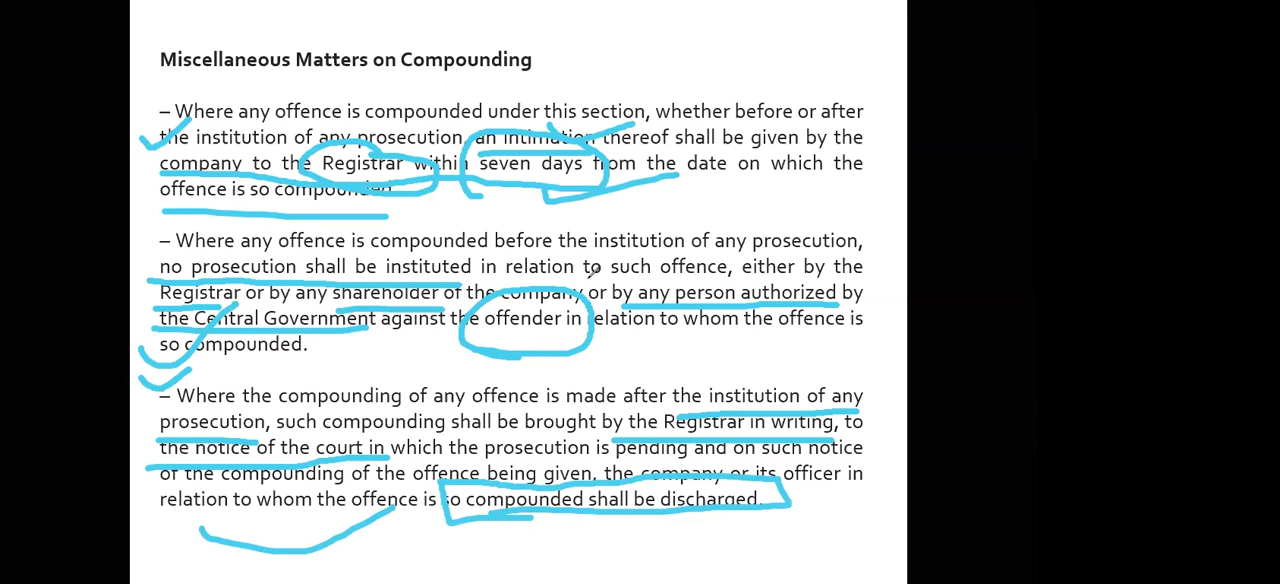 Miscellaneous Matters on Compounding
– Where any offence is compounded under this section, whether before or after
the institution of any prosecution, an intimation thereof shall be given by the
company to the Registrar within seven days from the date on which the
offence is so compounded.
– Where any offence is compounded before the institution of any prosecution,
no prosecution shall be instituted in relation to such offence, either by the
Registrar or by any shareholder of the company or by any person authorized by
the Central Government against the offender in relation to whom the offence is
so compounded.
– Where the compounding of any offence is made after the institution of any
prosecution, such compounding shall be brought by the Registrar in writing, to
the notice of the court in which the prosecution is pending and on such notice
of the compounding of the offence being given, the company or its officer in
relation to whom the offence is so compounded shall be discharged.